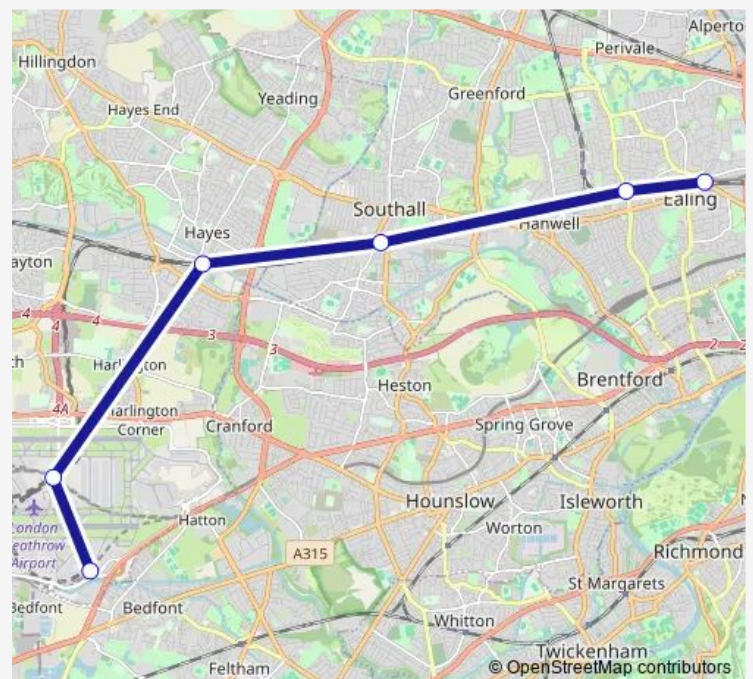 Alperto
Perivale
Hillingdon
Yeading
Greenford
Hayes End
Southall
Ealing
Hanwell
Hayes
ayton
4
4
4
3
3
2
2
th
Harlington
Heston
Brentford
4A
Harlington
Corner
Cranford
Spring Grove
Hounslow
Isleworth
London
eathrow
Airport
Hatton
Worton
A315
Richmond
St Margarets
Bedfont
Bedfont
Whitton
Twickenham
Feltham
© OpenStreetMap contributors